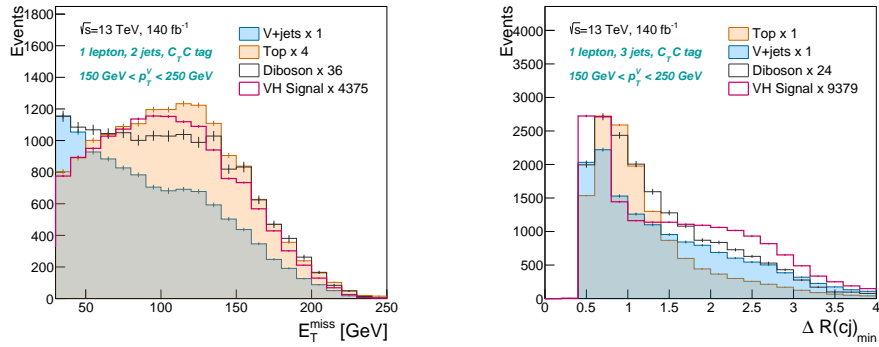 Events
1800
1600
1400
1200
1000
800
600
400
200
0
√s=13 TeV, 140 fb⁻¹
1 lepton, 2 jets, C_T C tag
150 GeV < p_T^V < 250 GeV
V+jets x 1
Top x 4
Diboson x 36
VH Signal x 4375
50 100 150 200 250
E_T^miss [GeV]
Events
4500
4000
3500
3000
2500
2000
1500
1000
500
0
√s=13 TeV, 140 fb⁻¹
1 lepton, 3 jets, C_T C tag
150 GeV < p_T^V < 250 GeV
Top x 1
V+jets x 1
Diboson x 24
VH Signal x 9379
0 0.5 1 1.5 2 2.5 3 3.5 4
Δ R(cj)_min